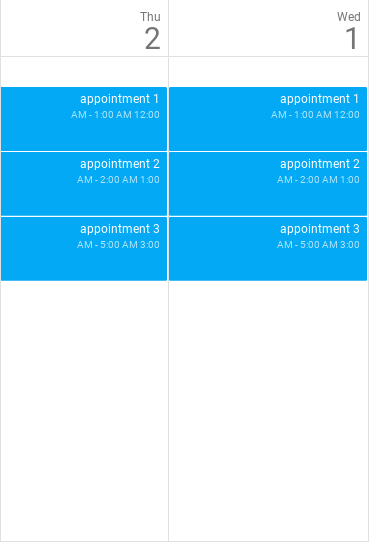 Wed
1
appointment 1
AM - 1:00 AM 12:00
appointment 2
AM - 2:00 AM 1:00
appointment 3
AM - 5:00 AM 3:00
Thu
2
appointment 1
AM - 1:00 AM 12:00
appointment 2
AM - 2:00 AM 1:00
appointment 3
AM - 5:00 AM 3:00